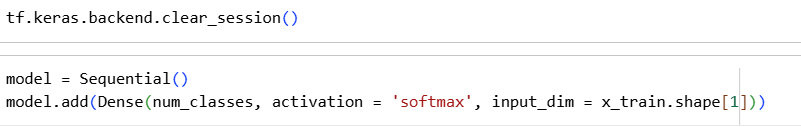 tf.keras.backend.clear_session()
model = Sequential()
model.add(Dense(num_classes, activation = 'softmax', input_dim = x_train.shape[1]))